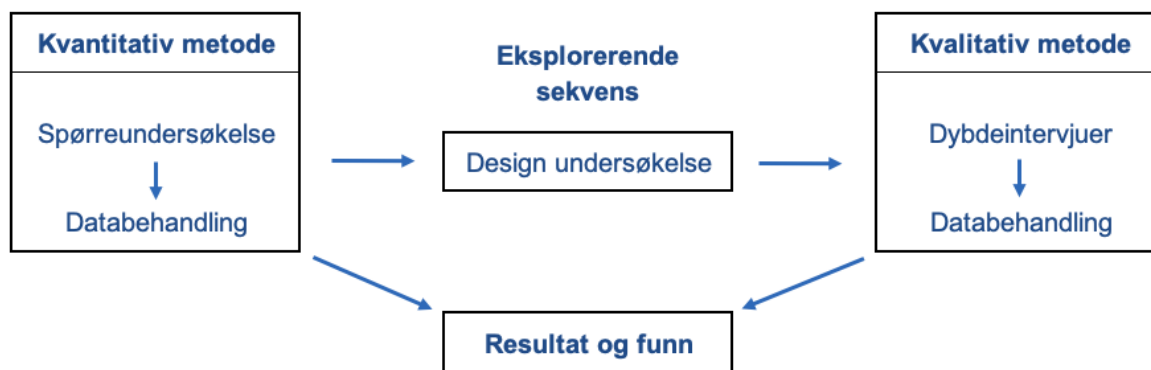 Kvantitativ metode
Spørreundersøkelse
Databehandling
Eksplorerende
sekvens
Design undersøkelse
Kvalitativ metode
Dybdeintervjuer
Databehandling
Resultat og funn